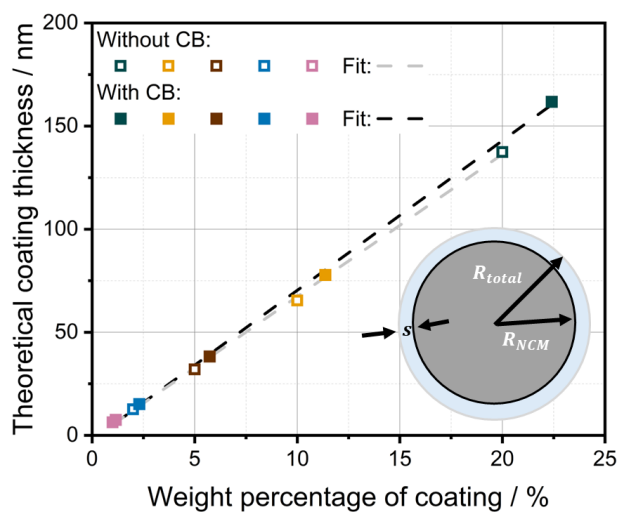 Theoretical coating thickness / nm
200
150
100
50
0
Without CB:
Fit:
With CB:
Fit:
R_total
s
R_NCM
0 5 10 15 20 25
Weight percentage of coating / %